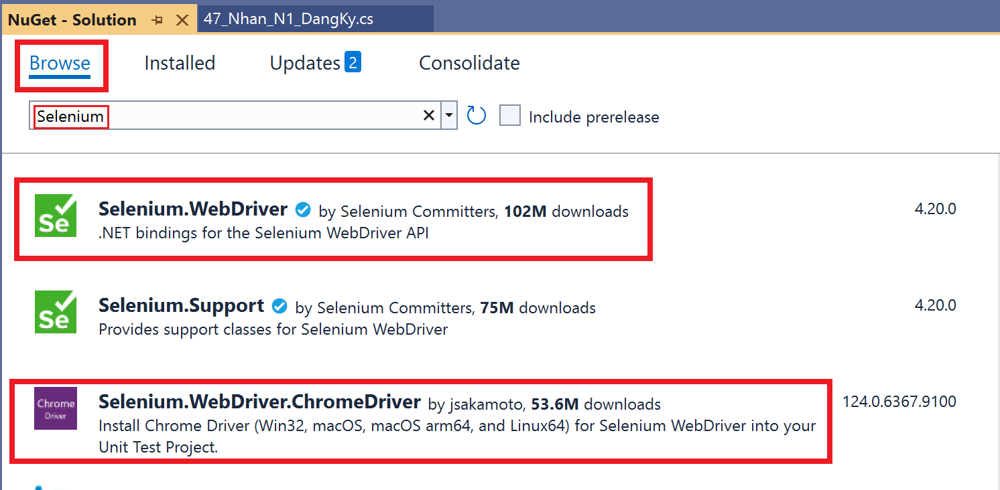 NuGet - Solution
47_Nhan_N1_DangKy.cs
Browse
Installed
Updates 2
Consolidate
Selenium
Include prerelease
Se
Selenium.WebDriver by Selenium Committers, 102M downloads
4.20.0
.NET bindings for the Selenium WebDriver API
Se
Selenium.Support by Selenium Committers, 75M downloads
4.20.0
Provides support classes for Selenium WebDriver
Chrome
Driver
Selenium.WebDriver.ChromeDriver by jsakamoto, 53.6M downloads
124.0.6367.9100
Install Chrome Driver (Win32, macOS, macOS arm64, and Linux64) for Selenium WebDriver into your
Unit Test Project.